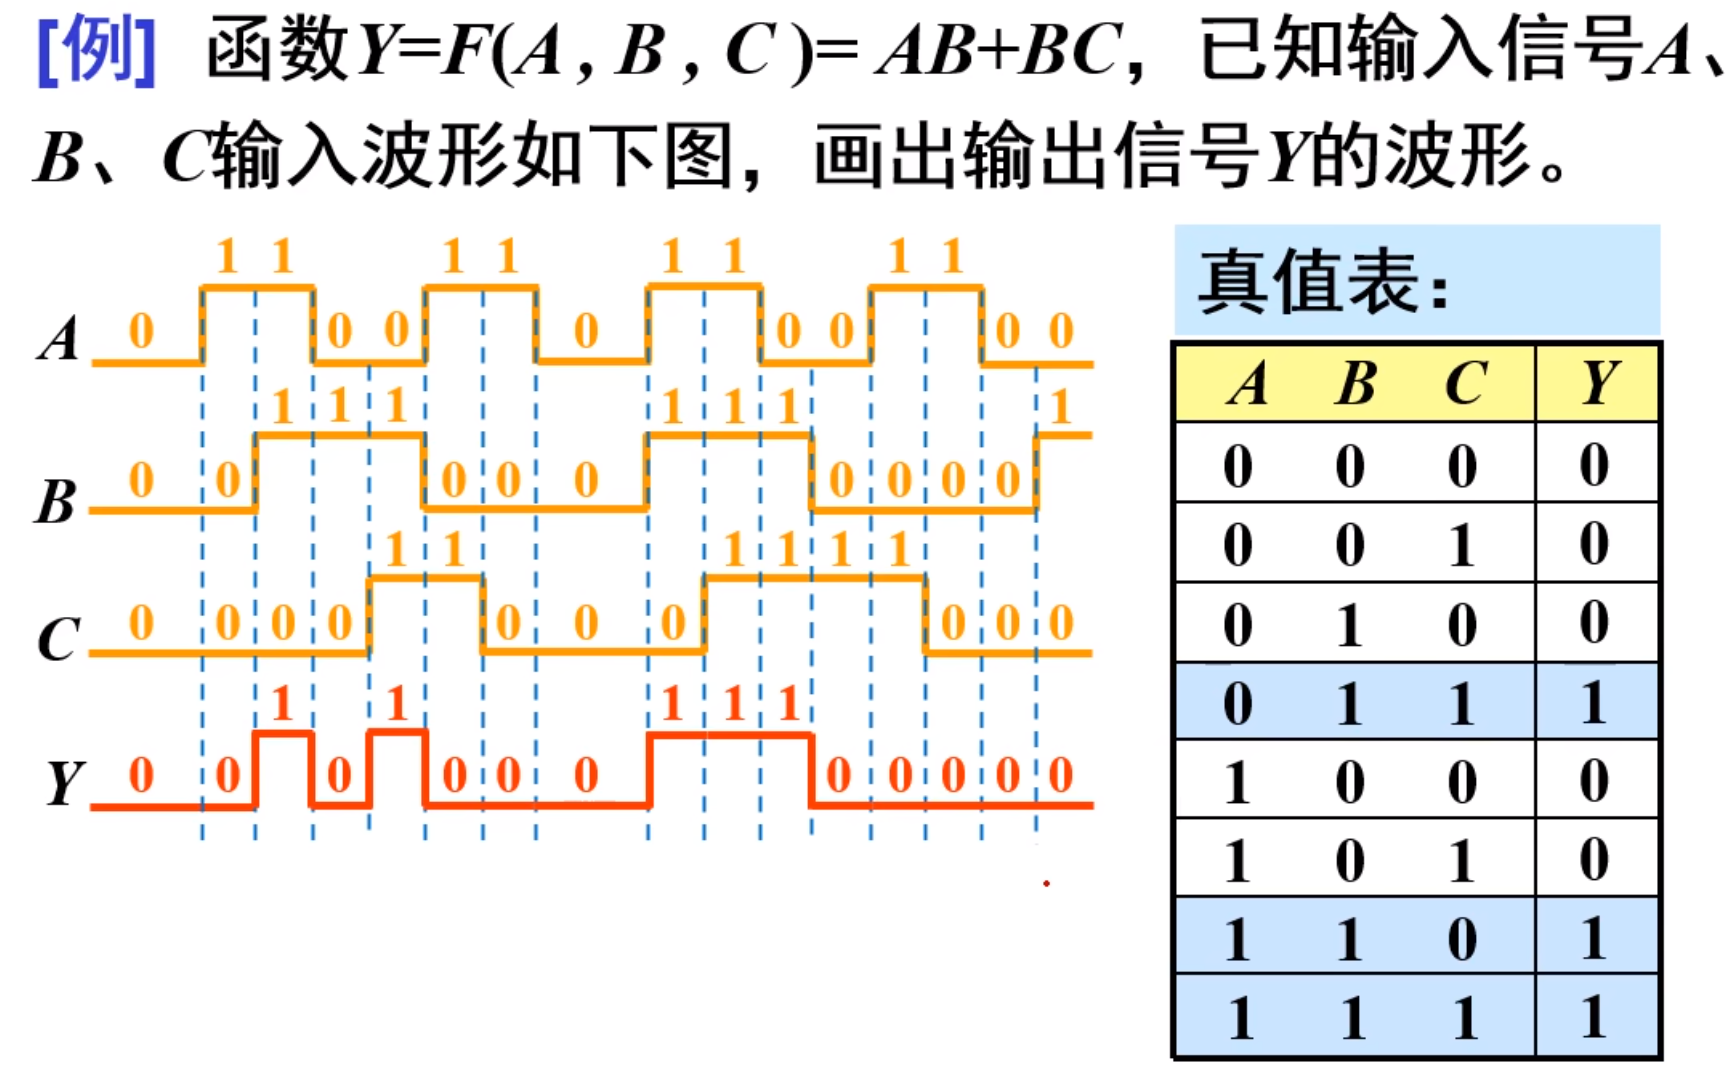 [例] 函数Y=F(A , B , C )= AB+BC，已知输入信号A、
B、C输入波形如下图，画出输出信号Y的波形。
1 1 1 1 1 1 1 1
A 0 0 0 0 0 0 0 0
1 1 1 1 1 1 1
B 0 0 0 0 0 0 0 0 0
1 1 1 1 1 1
C 0 0 0 0 0 0 0 0 0 0
1 1 1 1 1
Y 0 0 0 0 0 0 0 0 0 0 0
真值表：
A B C Y
0 0 0 0
0 0 1 0
0 1 0 0
0 1 1 1
1 0 0 0
1 0 1 0
1 1 0 1
1 1 1 1